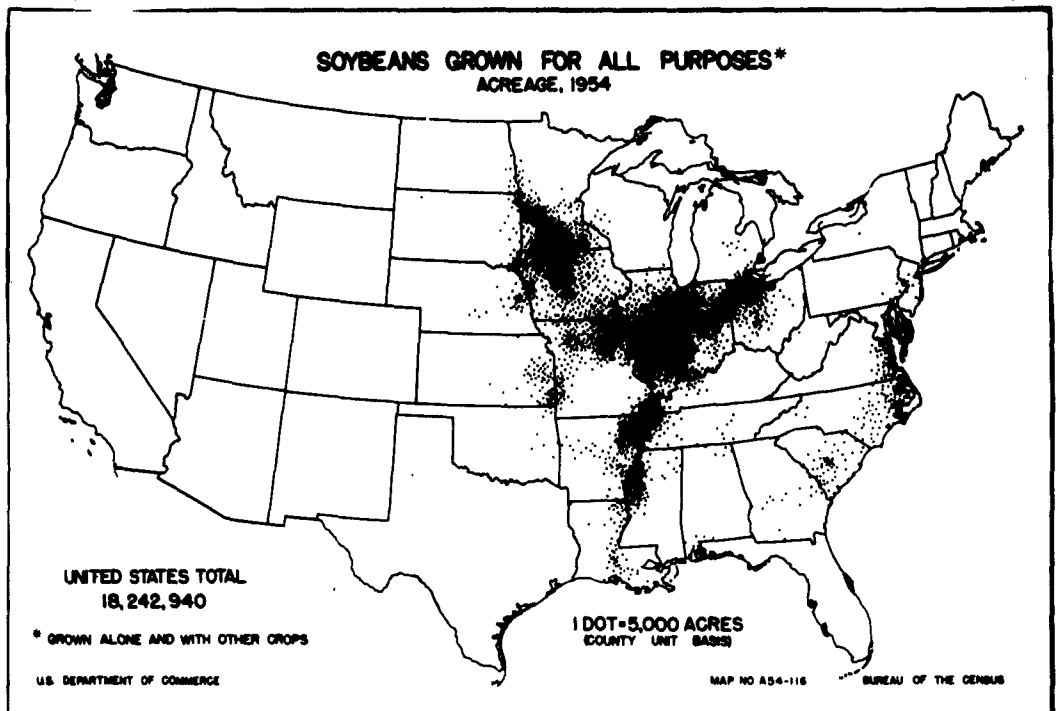 SOYBEANS GROWN FOR ALL PURPOSES*
ACREAGE, 1954
UNITED STATES TOTAL
18,242,940
* GROWN ALONE AND WITH OTHER CROPS
1 DOT=5,000 ACRES
(COUNTY UNIT BASIS)
U.S. DEPARTMENT OF COMMERCE
MAP NO A54-116
BUREAU OF THE CENSUS